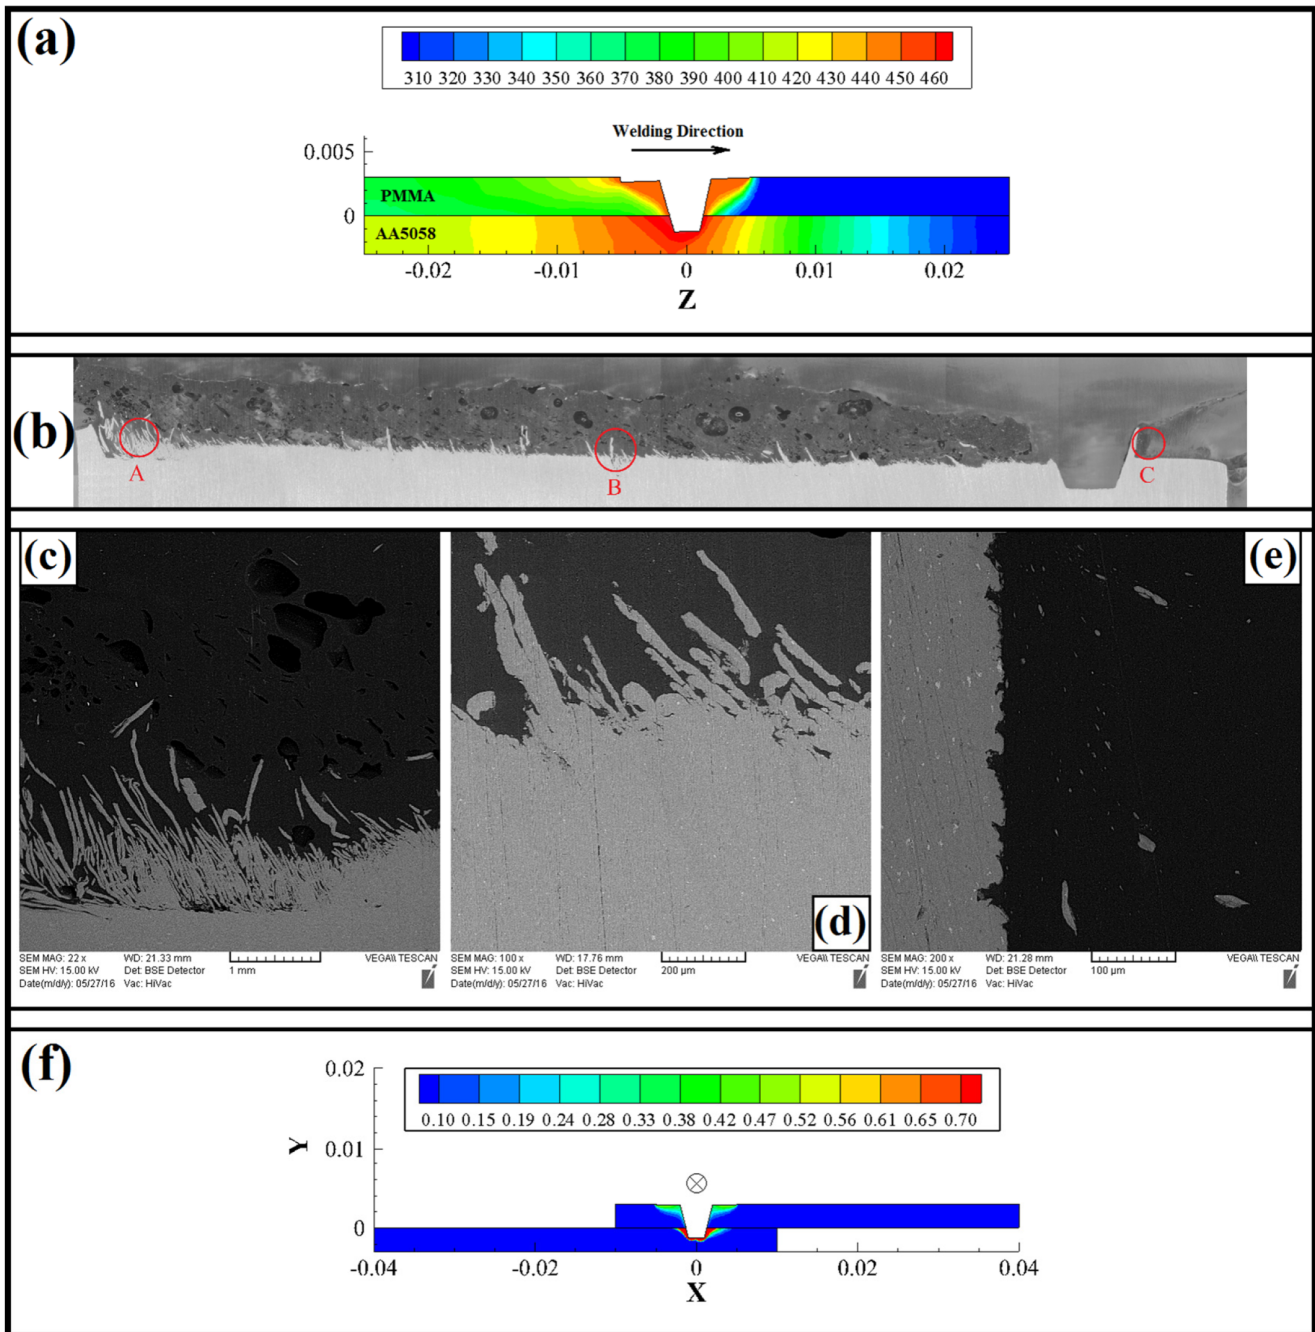 (a)
310 320 330 340 350 360 370 380 400 410 420 430 440 450 460
Welding Direction
0.005
PMMA
0
AA5058
-0.02 -0.01 0 0.01 0.02
Z
(b)
A
B
C
(c)
(e)
(d)
SEM MAG: 22 x WD: 21.33 mm VEGA\\ TESCAN
SEM HV: 15.00 kV Det: BSE Detector 1 mm
Date(m/d/y): 05/27/16 Vac: HiVac
SEM MAG: 100 x WD: 17.76 mm VEGA\\ TESCAN
SEM HV: 15.00 kV Det: BSE Detector 200 µm
Date(m/d/y): 05/27/16 Vac: HiVac
SEM MAG: 200 x WD: 21.28 mm VEGA\\ TESCAN
SEM HV: 15.00 kV Det: BSE Detector 100 µm
Date(m/d/y): 05/27/16 Vac: HiVac
(f)
0.02
0.10 0.15 0.19 0.24 0.28 0.33 0.38 0.42 0.47 0.52 0.56 0.61 0.65 0.70
Y
0.01
0
-0.04 -0.02 0 0.02 0.04
X